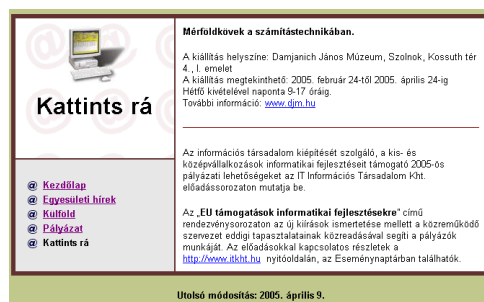 Kattints rá
@ Kezdőlap
@ Egyesületi hírek
@ Külföld
@ Pályázat
@ Kattints rá
Mérföldkövek a számítástechnikában.
A kiállítás helyszíne: Damjanich János Múzeum, Szolnok, Kossuth tér
4., I. emelet
A kiállítás megtekinthető: 2005. február 24-től 2005. április 24-ig
Hétfő kivételével naponta 9-17 óráig.
További információ: www.djm.hu
Az információs társadalom kiépítését szolgáló, a kis- és
középvállalkozások informatikai fejlesztéseit támogató 2005-ös
pályázati lehetőségeket az IT Információs Társadalom Kht.
előadássorozaton mutatja be.
Az „EU támogatások informatikai fejlesztésekre" című
rendezvénysorozaton az új kiírások ismertetése mellett a közreműködő
szervezet eddigi tapasztalatainak közreadásával segíti a pályázók
munkáját. Az előadásokkal kapcsolatos részletek a
http://www.itkht.hu nyitóoldalán, az Eseménynaptárban találhatók.
Utolsó módosítás: 2005. április 9.